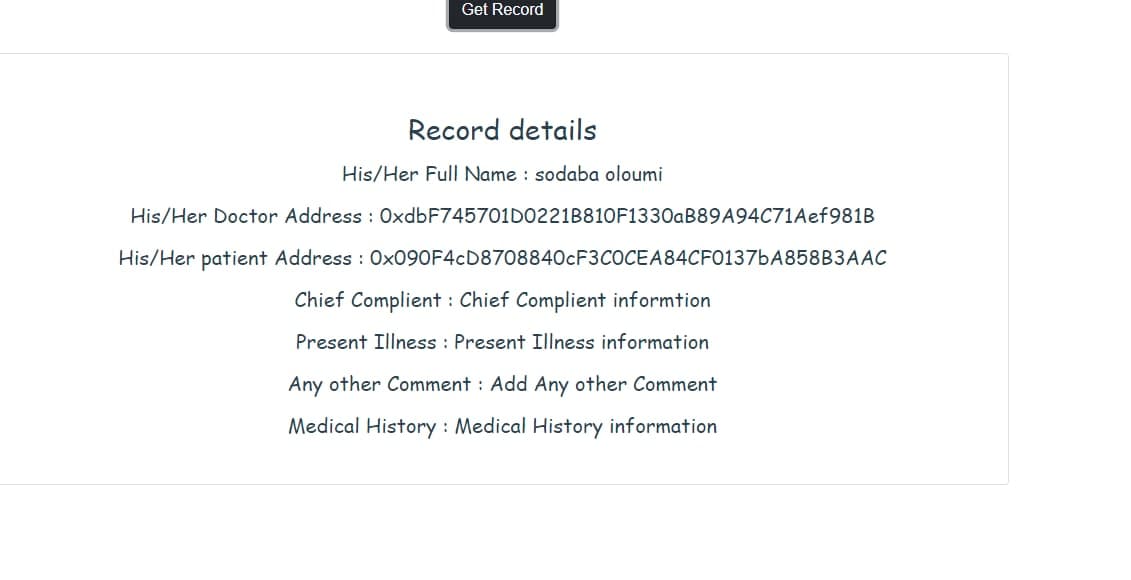 Get Record
Record details
His/Her Full Name : sodaba oloumi
His/Her Doctor Address : 0xdbF745701D0221B810F1330aB89A94C71Aef981B
His/Her patient Address : 0x090F4cD8708840cF3C0CEA84CF0137bA858B3AAC
Chief Complient : Chief Complient informtion
Present Illness : Present Illness information
Any other Comment : Add Any other Comment
Medical History : Medical History information